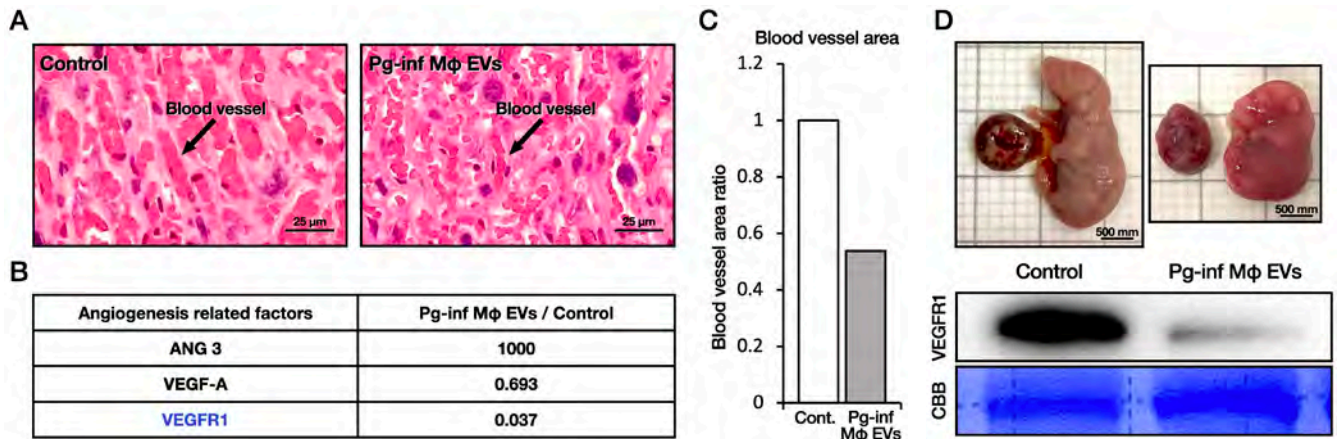 A
Control
Blood vessel
25 µm
Pg-inf Mϕ EVs
Blood vessel
25 µm
B
Angiogenesis related factors
Pg-inf Mϕ EVs / Control
ANG 3
1000
VEGF-A
0.693
VEGFR1
0.037
C
Blood vessel area
Blood vessel area ratio
1.2
1
0.8
0.6
0.4
0.2
0
Cont.
Pg-inf
Mϕ EVs
D
500 mm
500 mm
Control
Pg-inf Mϕ EVs
VEGFR1
CBB